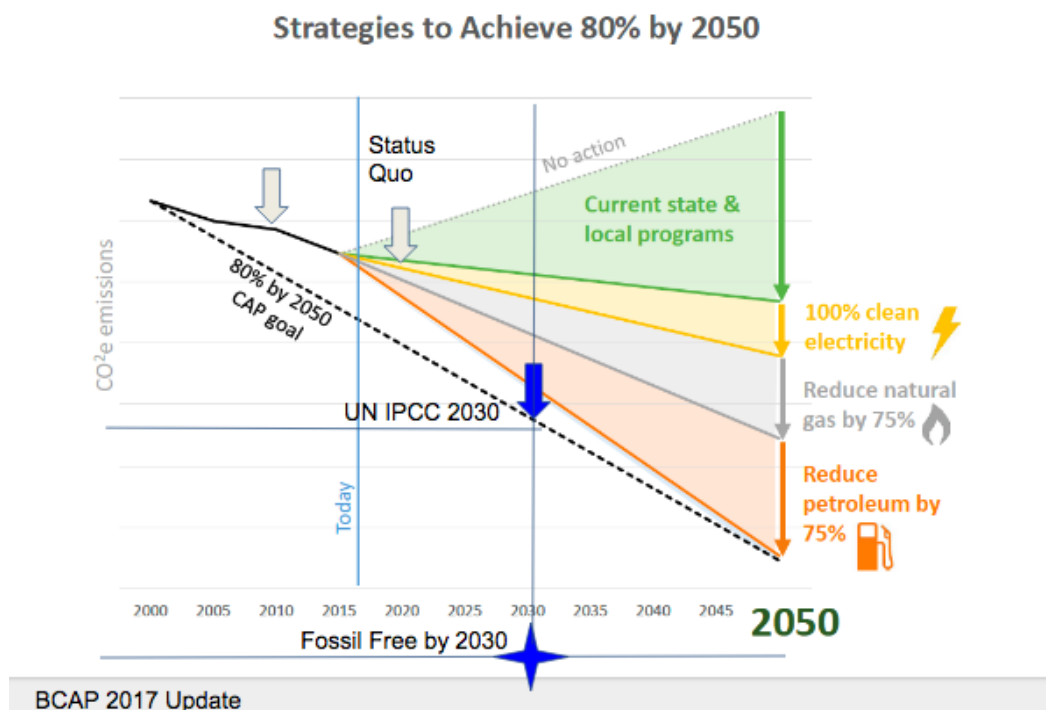 Strategies to Achieve 80% by 2050
Status
Quo
No action
Current state &
local programs
CO²e emissions
80% by 2050
CAP goal
100% clean
electricity
UN IPCC 2030
Reduce natural
gas by 75%
Reduce
petroleum by
75%
Today
2000 2005 2010 2015 2020 2025 2030 2035 2040 2045 2050
Fossil Free by 2030
BCAP 2017 Update